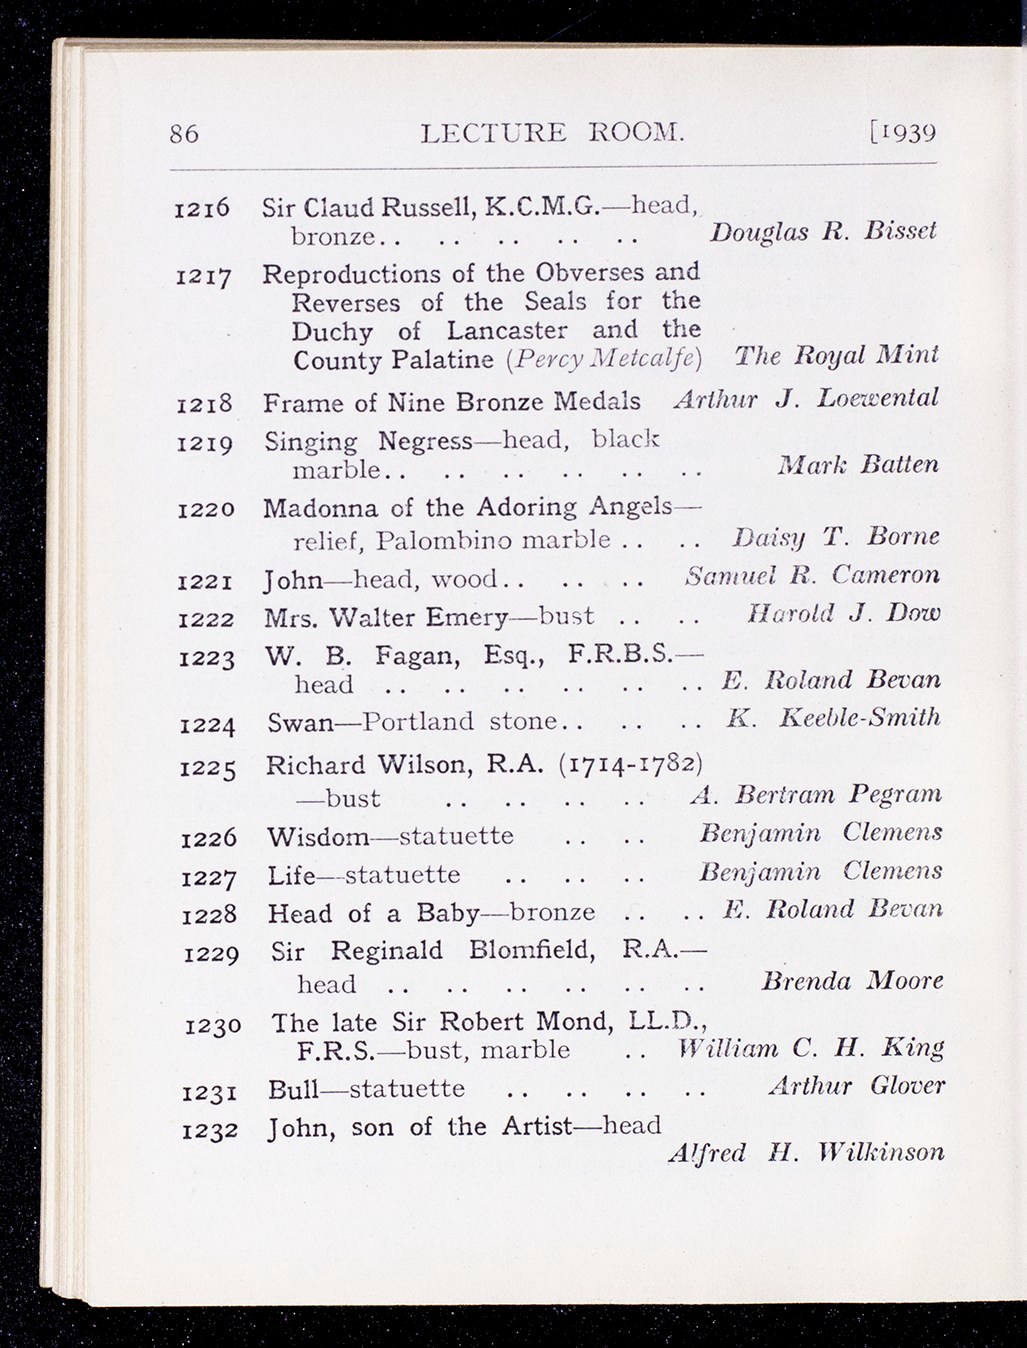 86 LECTURE ROOM. [1939
1216 Sir Claud Russell, K.C.M.G.—head,
bronze.. .. .. .. .. Douglas R. Bisset
1217 Reproductions of the Obverses and
Reverses of the Seals for the
Duchy of Lancaster and the
County Palatine (Percy Metcalfe) The Royal Mint
1218 Frame of Nine Bronze Medals Arthur J. Loewental
1219 Singing Negress—head, black
marble.. .. .. .. .. .. Mark Batten
1220 Madonna of the Adoring Angels—
relief, Palombino marble .. .. Daisy T. Borne
1221 John—head, wood.. .. .. Samuel R. Cameron
1222 Mrs. Walter Emery—bust .. .. Harold J. Dow
1223 W. B. Fagan, Esq., F.R.B.S.—
head .. .. .. .. .. .. E. Roland Bevan
1224 Swan—Portland stone.. .. .. K. Keeble-Smith
1225 Richard Wilson, R.A. (1714-1782)
—bust .. .. .. .. A. Bertram Pegram
1226 Wisdom—statuette .. .. Benjamin Clemens
1227 Life—statuette .. .. .. Benjamin Clemens
1228 Head of a Baby—bronze .. .. E. Roland Bevan
1229 Sir Reginald Blomfield, R.A.—
head .. .. .. .. .. .. Brenda Moore
1230 The late Sir Robert Mond, LL.D.,
F.R.S.—bust, marble .. William C. H. King
1231 Bull—statuette .. .. .. .. Arthur Glover
1232 John, son of the Artist—head
Alfred H. Wilkinson